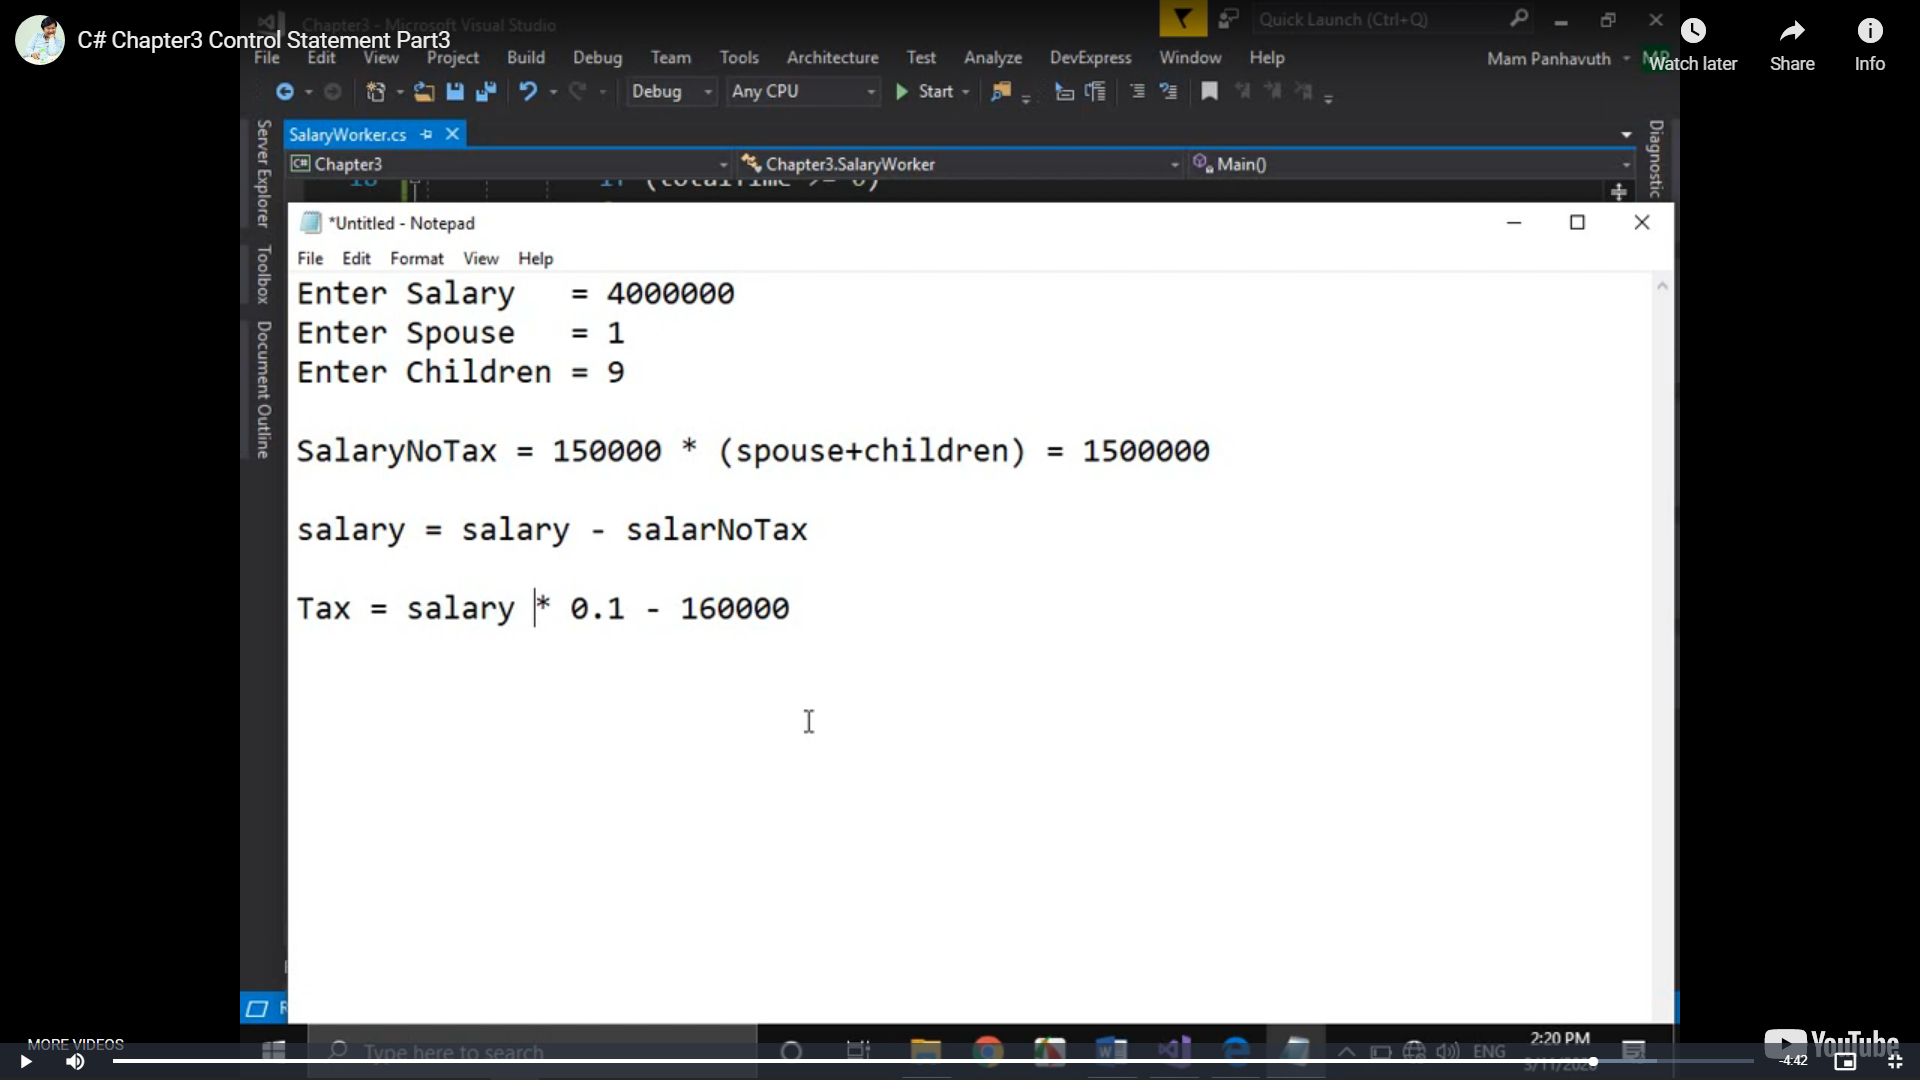 Chapter3 - Microsoft Visual Studio
Quick Launch (Ctrl+Q)
C# Chapter3 Control Statement Part3
File Edit View Project Build Debug Team Tools Architecture Test Analyze DevExpress Window Help
Mam Panhavuth
MP
Watch later
Share
Info
Debug
Any CPU
Start
Server Explorer
Toolbox
Document Outline
Diagnostic
SalaryWorker.cs
C# Chapter3
Chapter3.SalaryWorker
Main()
18 if (totalTime >= 0)
*Untitled - Notepad
File Edit Format View Help
Enter Salary = 4000000
Enter Spouse = 1
Enter Children = 9
SalaryNoTax = 150000 * (spouse+children) = 1500000
salary = salary - salarNoTax
Tax = salary * 0.1 - 160000
R
MORE VIDEOS
Type here to search
ENG
2:20 PM
YouTube
-4:42